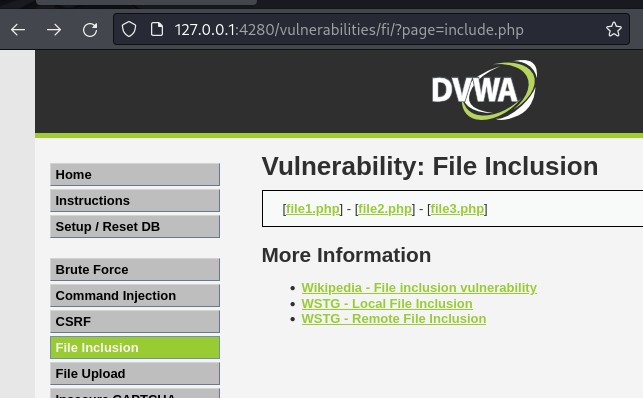 127.0.0.1:4280/vulnerabilities/fi/?page=include.php
DVWA
Home
Instructions
Setup / Reset DB
Brute Force
Command Injection
CSRF
File Inclusion
File Upload
Insecure CAPTCHA
Vulnerability: File Inclusion
[file1.php] - [file2.php] - [file3.php]
More Information
Wikipedia - File inclusion vulnerability
WSTG - Local File Inclusion
WSTG - Remote File Inclusion